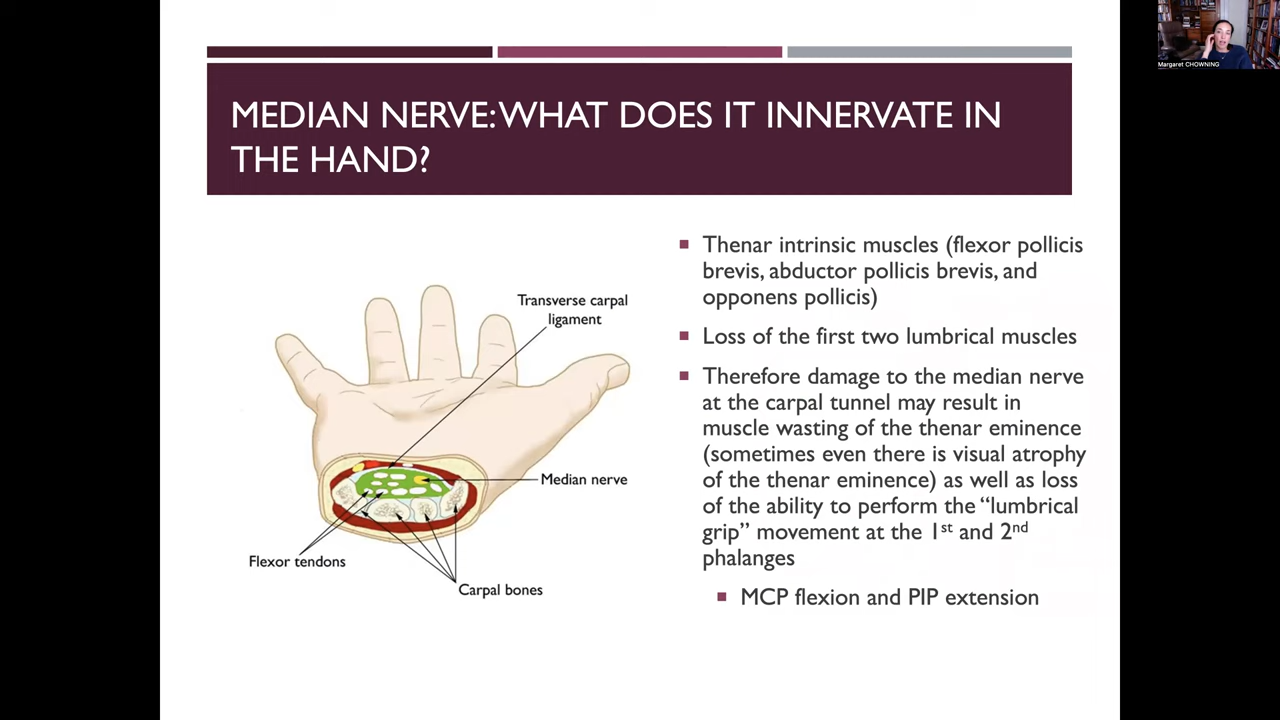 MEDIAN NERVE: WHAT DOES IT INNERVATE IN
THE HAND?
Transverse carpal
ligament
Median nerve
Flexor tendons
Carpal bones
Thenar intrinsic muscles (flexor pollicis
brevis, abductor pollicis brevis, and
opponens pollicis)
Loss of the first two lumbrical muscles
Therefore damage to the median nerve
at the carpal tunnel may result in
muscle wasting of the thenar eminence
(sometimes even there is visual atrophy
of the thenar eminence) as well as loss
of the ability to perform the “lumbrical
grip” movement at the 1st and 2nd
phalanges
MCP flexion and PIP extension
Margaret CHOWNING